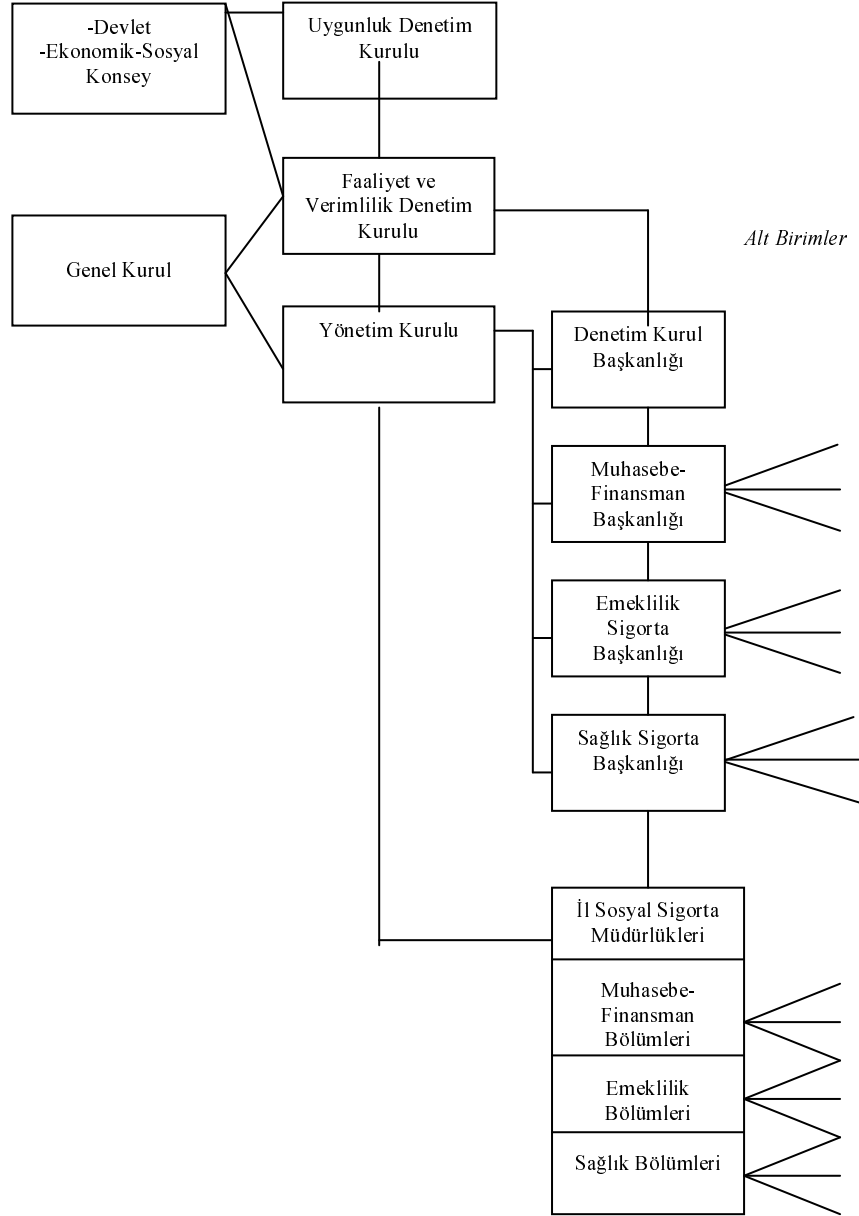 -Devlet
-Ekonomik-Sosyal
Konsey
Uygunluk Denetim
Kurulu
Faaliyet ve
Verimlilik Denetim
Kurulu
Alt Birimler
Genel Kurul
Yönetim Kurulu
Denetim Kurul
Başkanlığı
Muhasebe-
Finansman
Başkanlığı
Emeklilik
Sigorta
Başkanlığı
Sağlık Sigorta
Başkanlığı
İl Sosyal Sigorta
Müdürlükleri
Muhasebe-
Finansman
Bölümleri
Emeklilik
Bölümleri
Sağlık Bölümleri